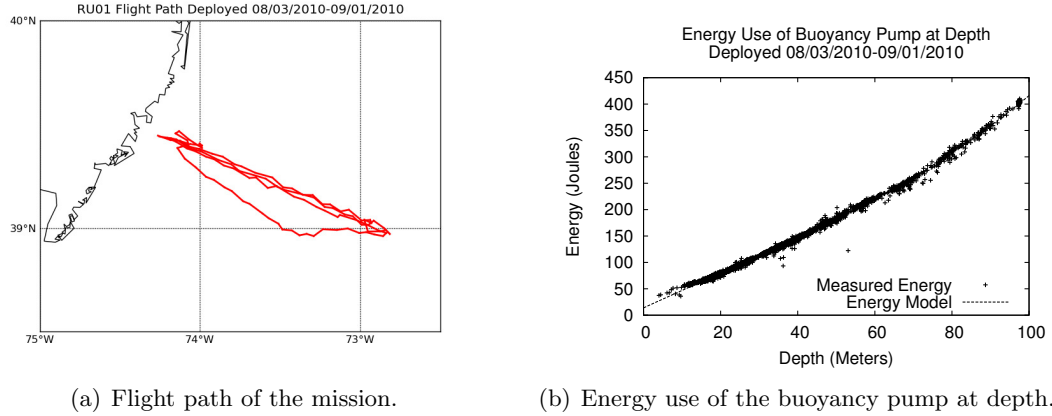 RU01 Flight Path Deployed 08/03/2010-09/01/2010
40°N
39°N
75°W
74°W
73°W
(a) Flight path of the mission.
Energy Use of Buoyancy Pump at Depth
Deployed 08/03/2010-09/01/2010
Energy (Joules)
450
400
350
300
250
200
150
100
50
0
Measured Energy
Energy Model
0 20 40 60 80 100
Depth (Meters)
(b) Energy use of the buoyancy pump at depth.